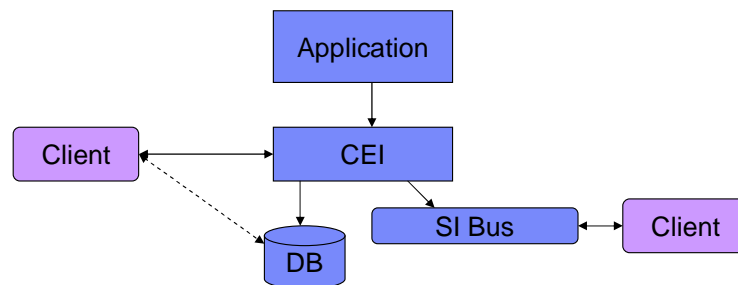 Application
Client
CEI
SI Bus
Client
DB